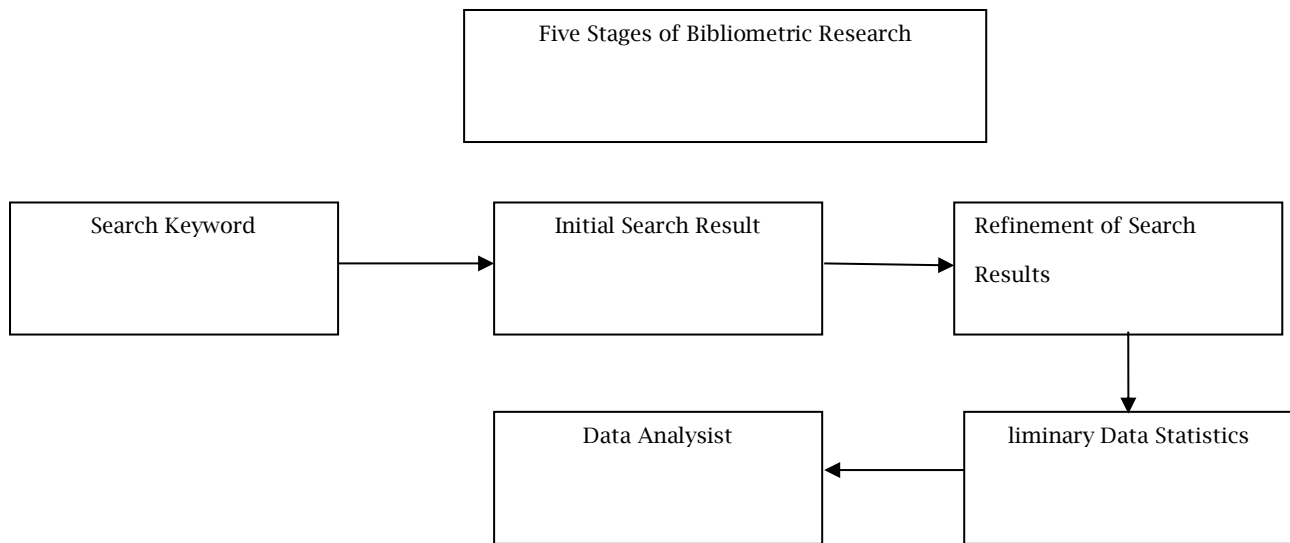 Five Stages of Bibliometric Research
Search Keyword
Initial Search Result
Refinement of Search
Results
liminary Data Statistics
Data Analysist